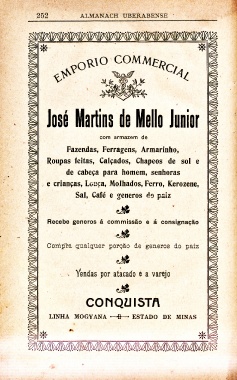 252 ALMANACH UBERABENSE
EMPORIO COMMERCIAL
José Martins de Mello Junior
com armazem de
Fazendas, Ferragens, Armarinho,
Roupas feitas, Calçados, Chapeos de sol e
de cabeça para homem, senhoras
e crianças, Louça, Molhados, Ferro, Kerozene,
Sal, Café e generos do paiz
Recebe generos á commissão e á consignação
Compra qualquer porção de generos do paiz
Vendas por atacado e a varejo
CONQUISTA
LINHA MOGYANA ESTADO DE MINAS